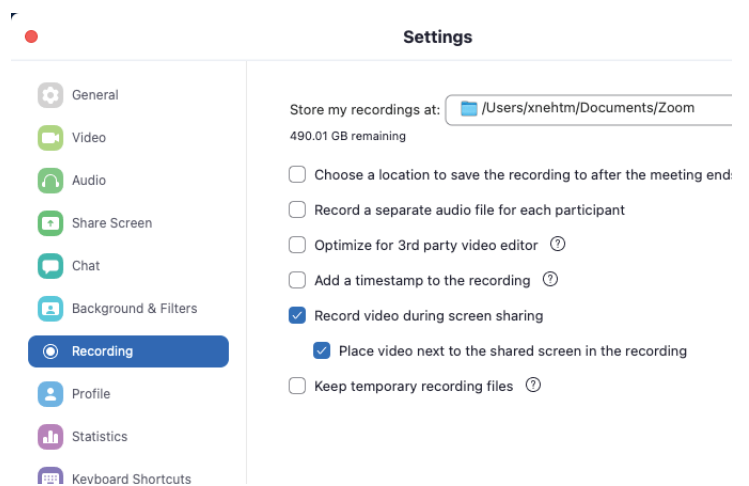 Settings
General
Video
Audio
Share Screen
Chat
Background & Filters
Recording
Profile
Statistics
Keyboard Shortcuts
Store my recordings at: /Users/xnehtm/Documents/Zoom
490.01 GB remaining
Choose a location to save the recording to after the meeting ends
Record a separate audio file for each participant
Optimize for 3rd party video editor ?
Add a timestamp to the recording ?
Record video during screen sharing
Place video next to the shared screen in the recording
Keep temporary recording files ?